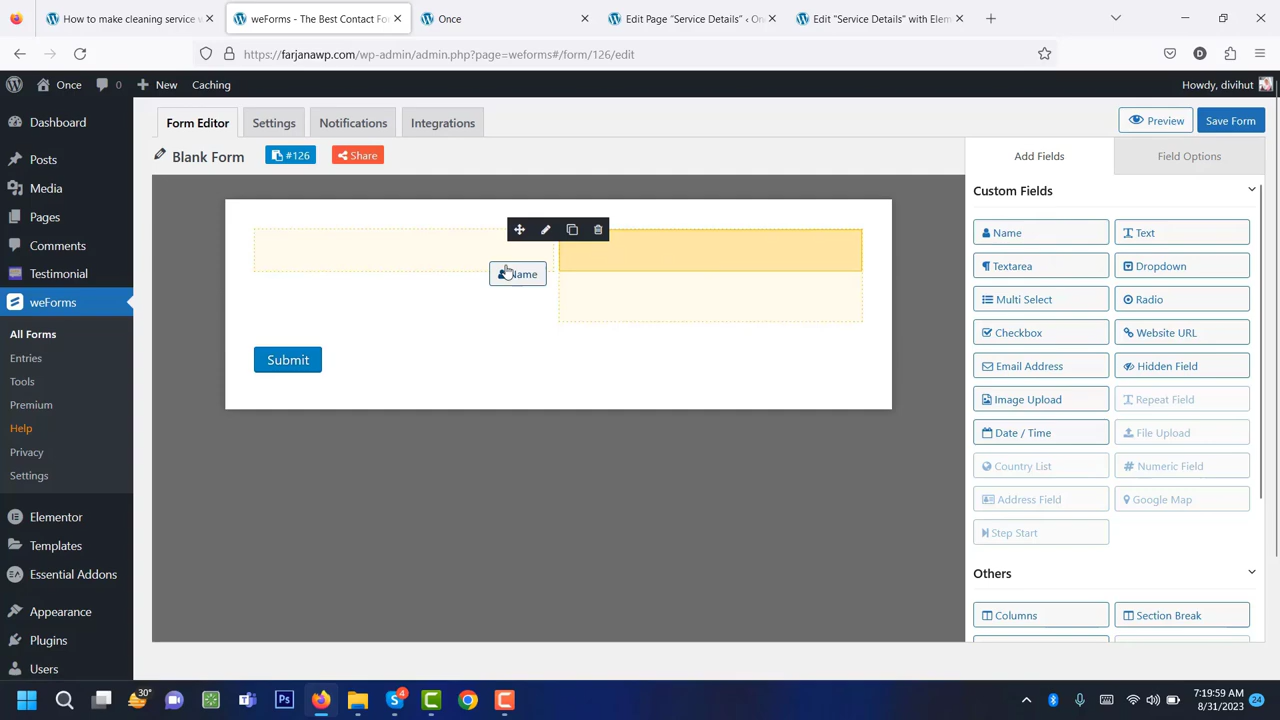 How to make cleaning service w
weForms - The Best Contact Fo
Once
Edit Page "Service Details" ‹ On
Edit "Service Details" with Elem
https://farjanawp.com/wp-admin/admin.php?page=weforms#/form/126/edit
Once
0
New
Caching
Howdy, divihut
Dashboard
Posts
Media
Pages
Comments
Testimonial
weForms
All Forms
Entries
Tools
Premium
Help
Privacy
Settings
Elementor
Templates
Essential Addons
Appearance
Plugins
Users
Form Editor
Settings
Notifications
Integrations
Preview
Save Form
Blank Form
#126
Share
Name
Submit
Add Fields
Field Options
Custom Fields
Name
Text
Textarea
Dropdown
Multi Select
Radio
Checkbox
Website URL
Email Address
Hidden Field
Image Upload
Repeat Field
Date / Time
File Upload
Country List
Numeric Field
Address Field
Google Map
Step Start
Others
Columns
Section Break
30°
Ps
4
7:19:59 AM
8/31/2023
24